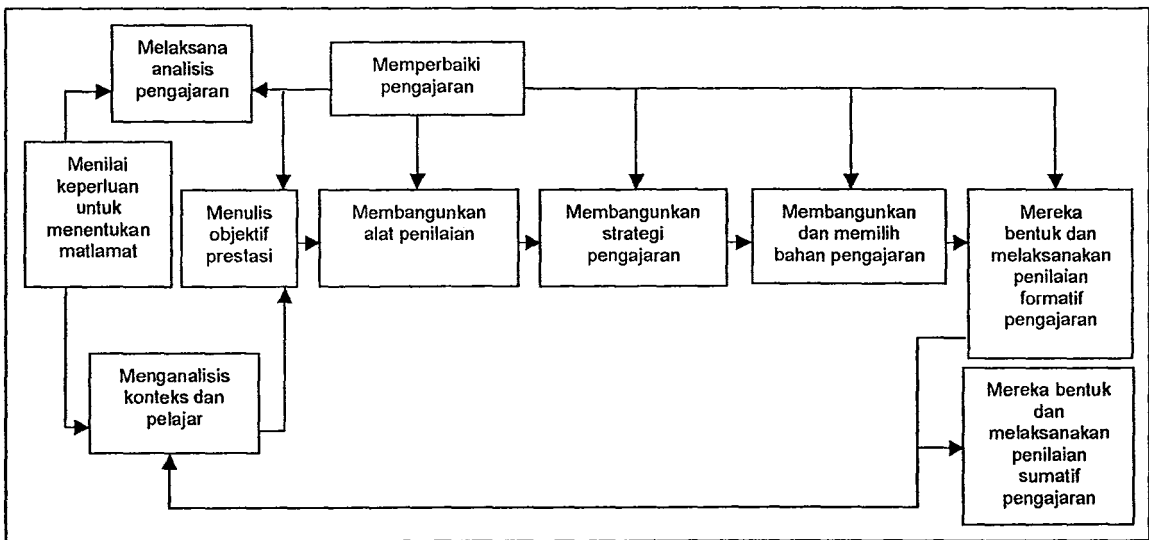 Melaksana
analisis
pengajaran
Memperbaiki
pengajaran
Menilai
keperluan
untuk
menentukan
matlamat
Menulis
objektif
prestasi
Membangunkan
alat penilaian
Membangunkan
strategi
pengajaran
Membangunkan
dan memilih
bahan pengajaran
Mereka
bentuk dan
melaksanakan
penilaian
formatif
pengajaran
Menganalisis
konteks dan
pelajar
Mereka bentuk
dan
melaksanakan
penilaian
sumatif
pengajaran